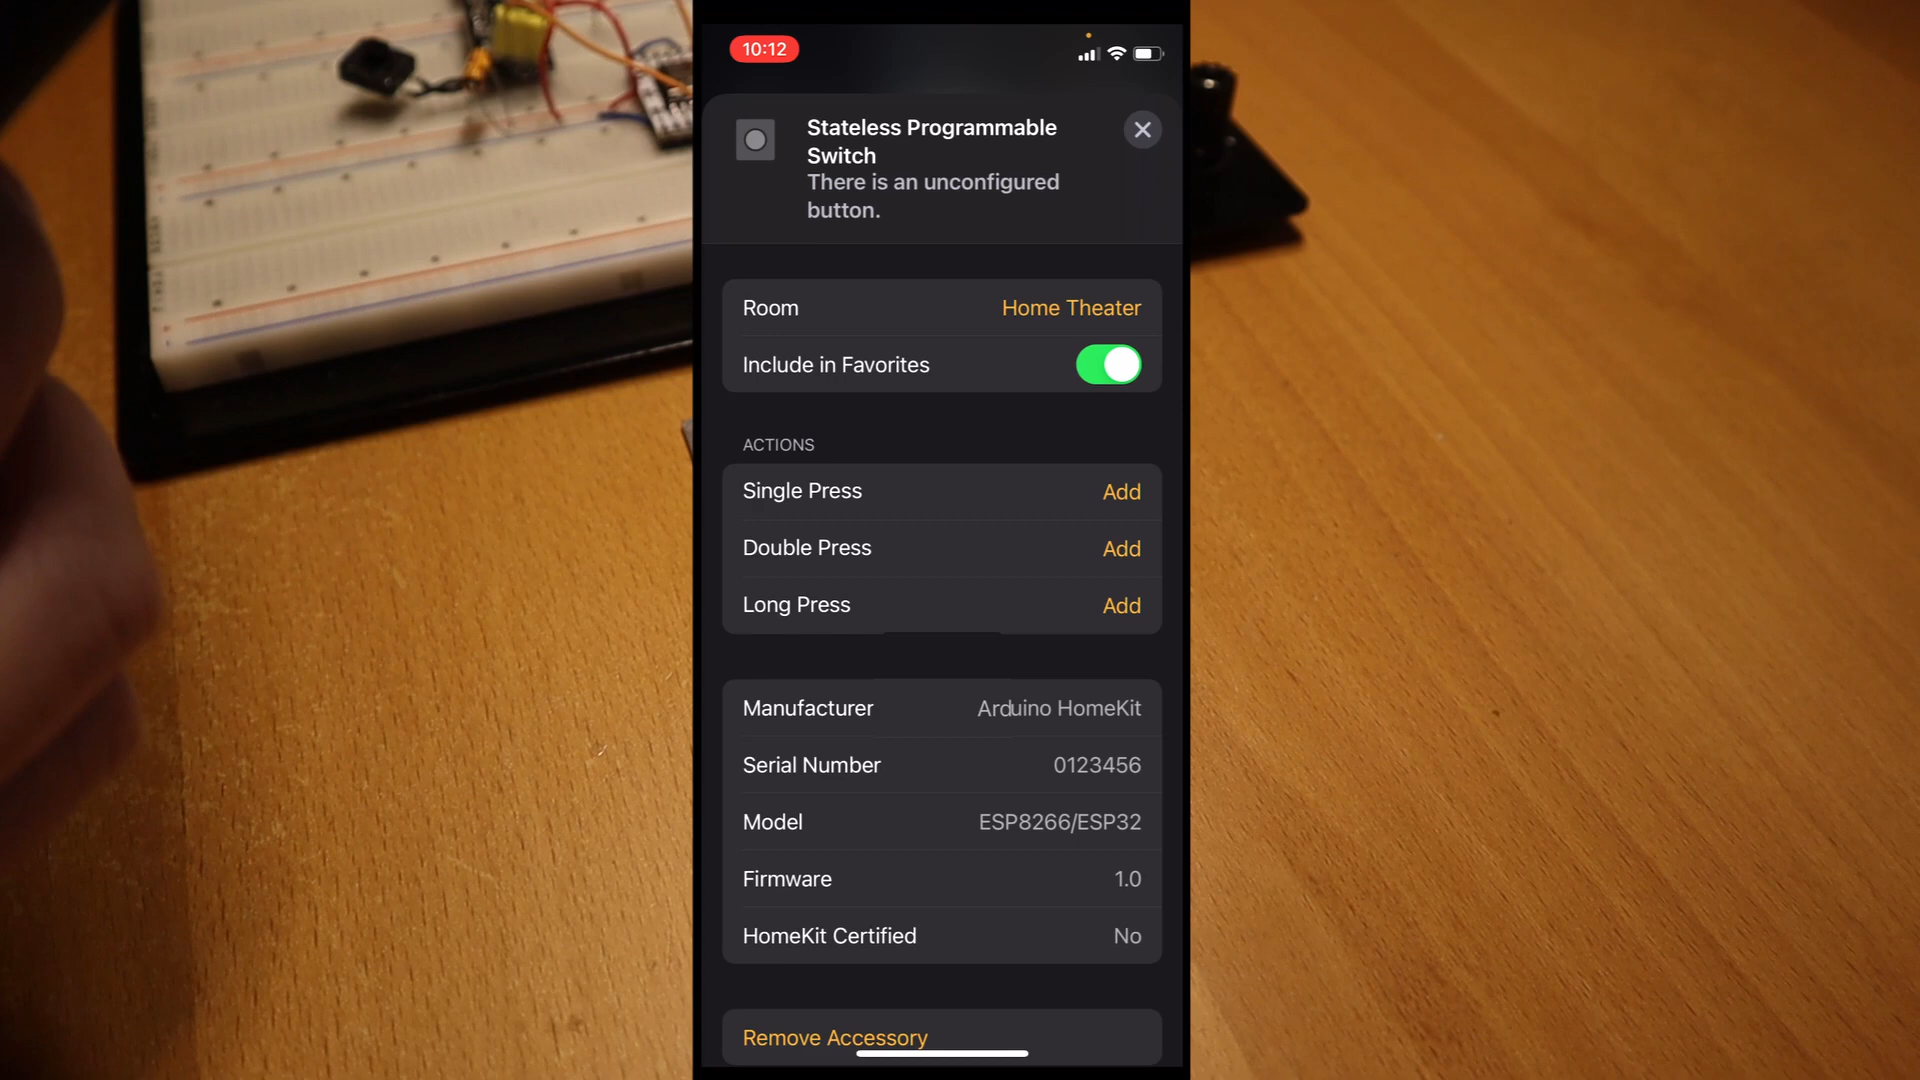 10:12
Stateless Programmable
Switch
There is an unconfigured
button.
Room Home Theater
Include in Favorites
ACTIONS
Single Press Add
Double Press Add
Long Press Add
Manufacturer Arduino HomeKit
Serial Number 0123456
Model ESP8266/ESP32
Firmware 1.0
HomeKit Certified No
Remove Accessory